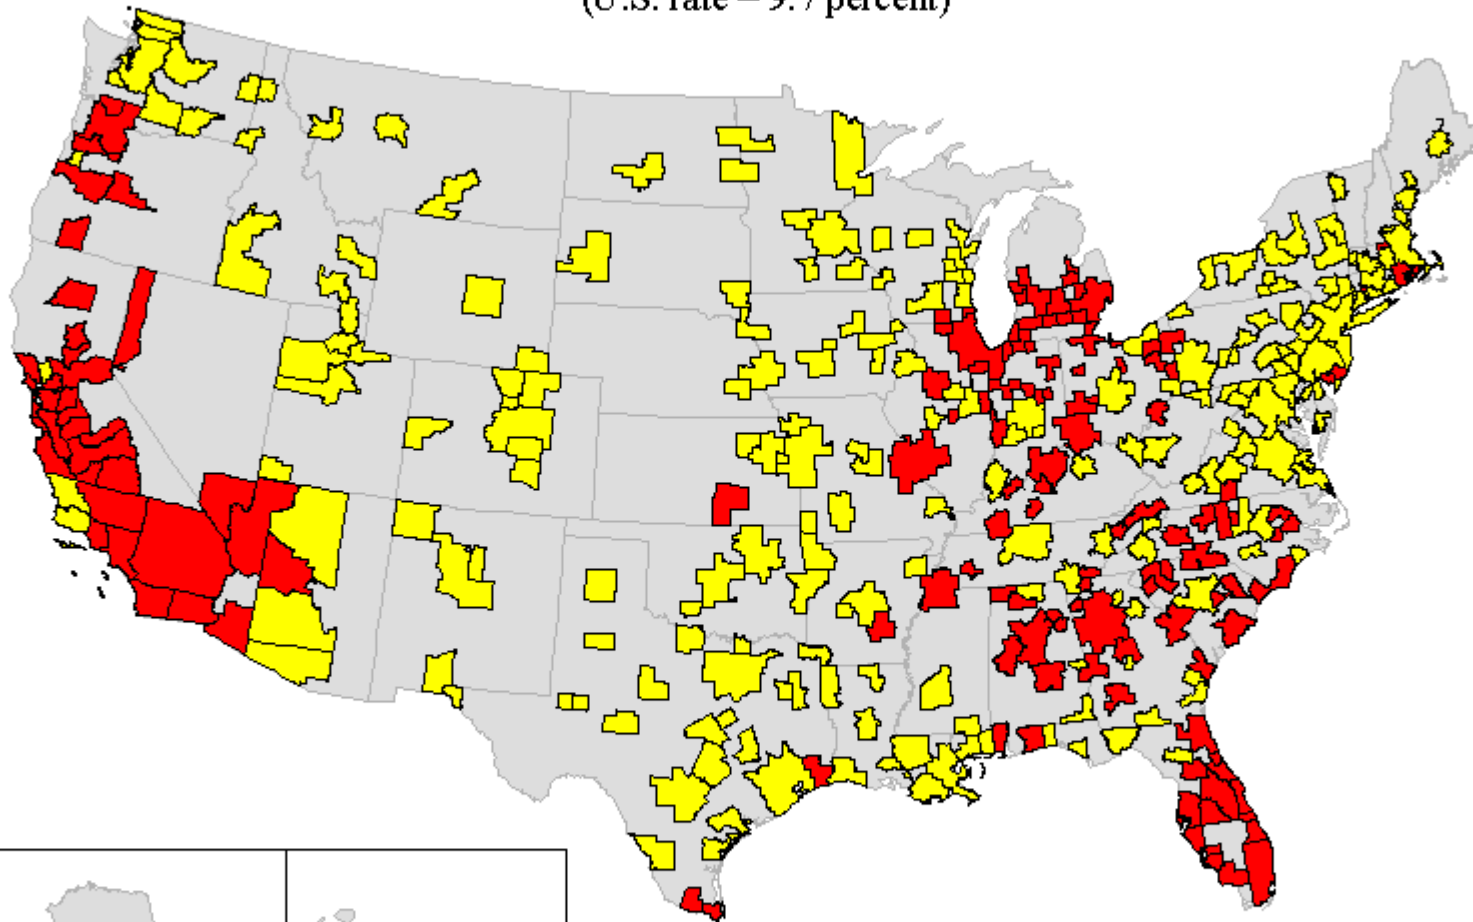 (U.S. rate = 9.7 percent)